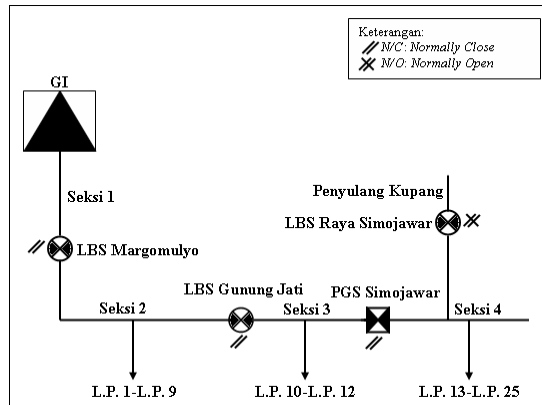 Keterangan:
N/C: Normally Close
N/O: Normally Open
GI
Seksi 1
Penyulang Kupang
LBS Raya Simojawar
LBS Margomulyo
LBS Gunung Jati
PGS Simojawar
Seksi 2
Seksi 3
Seksi 4
L.P. 1-L.P. 9
L.P. 10-L.P. 12
L.P. 13-L.P. 25